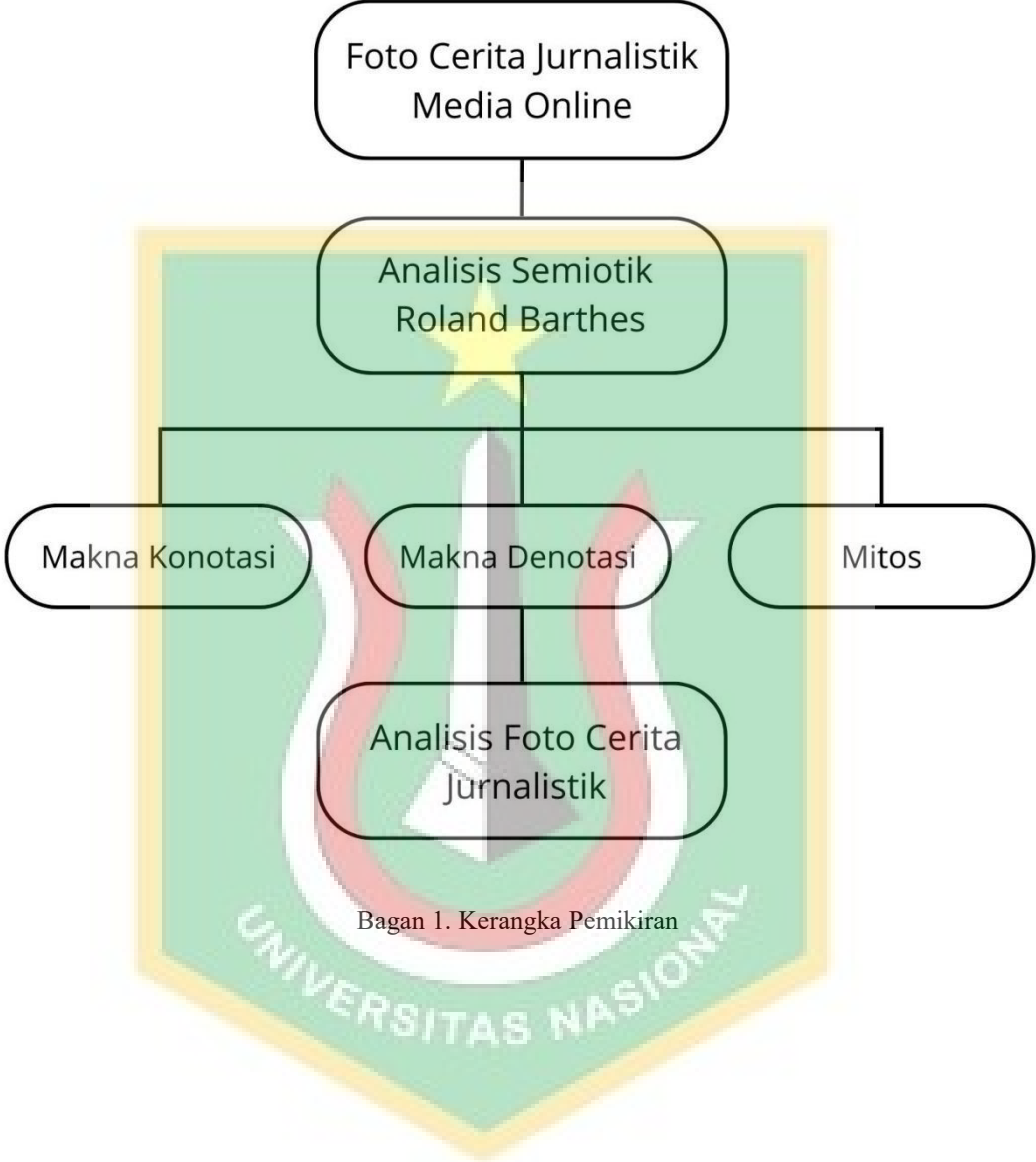 Foto Cerita Jurnalistik
Media Online
Analisis Semiotik
Roland Barthes
Makna Konotasi
Makna Denotasi
Mitos
Analisis Foto Cerita
Jurnalistik
Bagan 1. Kerangka Pemikiran
UNIVERSITAS NASIONAL